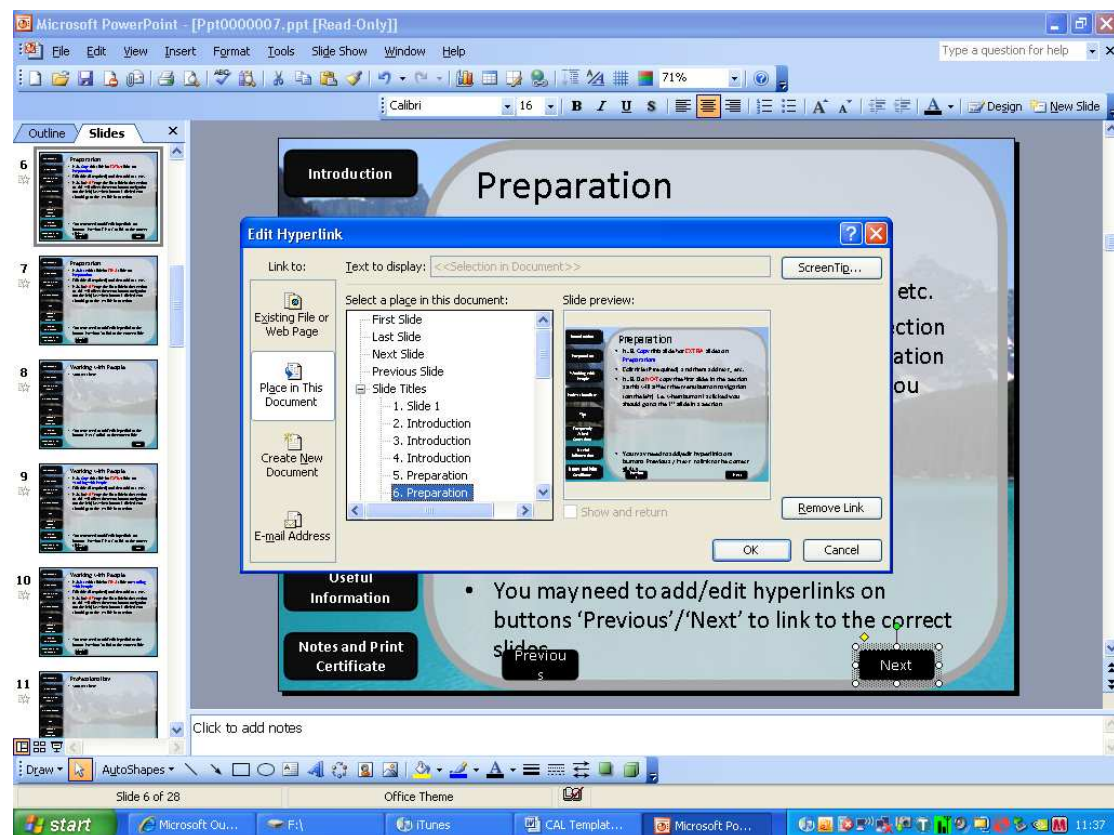 Microsoft PowerPoint - [Ppt0000007.ppt [Read-Only]]
File Edit View Insert Format Tools Slide Show Window Help
Type a question for help
71%
Calibri 16 B I U S Design New Slide
Outline Slides
6
7
8
9
10
11
Introduction
Preparation
etc.
ction
ation
ou
Edit Hyperlink
Link to:
Text to display: <<Selection in Document>>
ScreenTip...
Existing File or Web Page
Place in This Document
Create New Document
E-mail Address
Select a place in this document:
First Slide
Last Slide
Next Slide
Previous Slide
Slide Titles
1. Slide 1
2. Introduction
3. Introduction
4. Introduction
5. Preparation
6. Preparation
Slide preview:
Preparation
Show and return
Remove Link
OK Cancel
Useful
Information
Notes and Print
Certificate
• You may need to add/edit hyperlinks on
buttons ‘Previous’/‘Next’ to link to the correct
slides
Previou
s
Next
Click to add notes
Draw AutoShapes
Slide 6 of 28 Office Theme
start Microsoft Ou... F:\ iTunes CAL Templat... Microsoft Po... 11:37